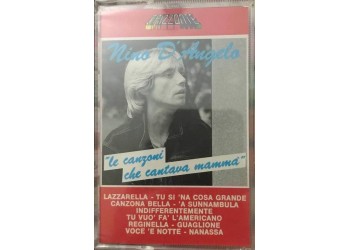 Nino D'Angelo
"le canzoni
che cantava mamma"
LAZZARELLA - TU SI 'NA COSA GRANDE
CANZONA BELLA - 'A SUNNAMBULA
INDIFFERENTEMENTE
TU VUO' FA' L'AMERICANO
REGINELLA - GUAGLIONE
VOCE 'E NOTTE - NANASSA